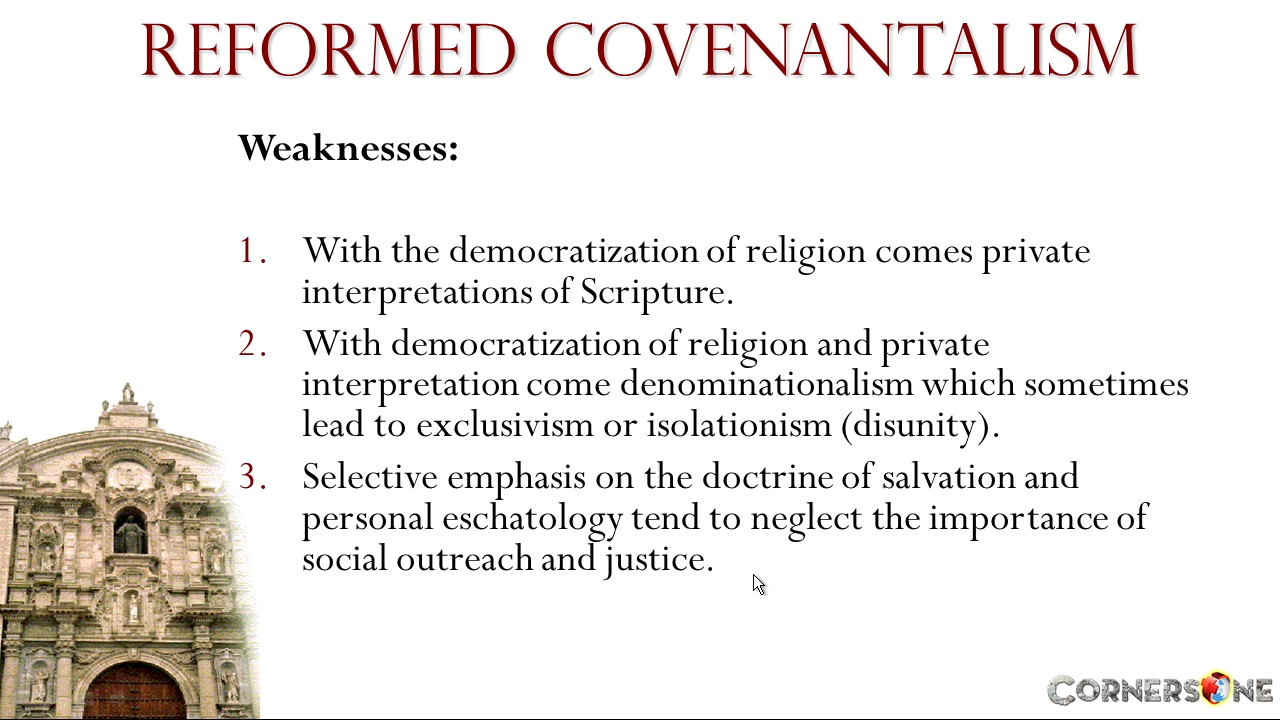 REFORMED COVENANTALISM
Weaknesses:
1. With the democratization of religion comes private
interpretations of Scripture.
2. With democratization of religion and private
interpretation come denominationalism which sometimes
lead to exclusivism or isolationism (disunity).
3. Selective emphasis on the doctrine of salvation and
personal eschatology tend to neglect the importance of
social outreach and justice.
CORNERSONE